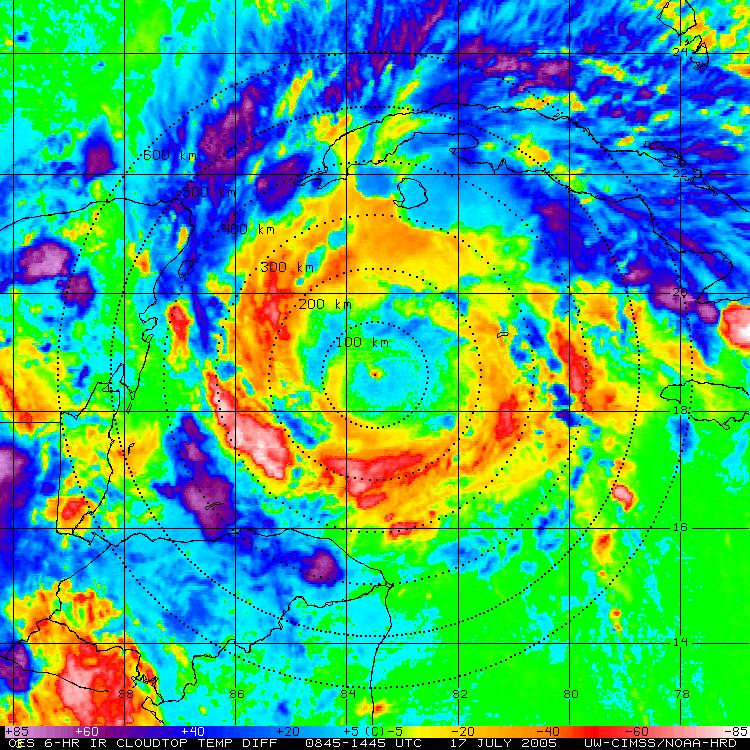 24
600 km
22
500 km
400 km
300 km
20
200 km
100 km
18
16
14
88 86 84 82 80 78
+85 +60 +40 +20 +5 (C) -5 -20 -40 -60 -85
GOES 6-HR IR CLOUDTOP TEMP DIFF 0845-1445 UTC 17 JULY 2005 UW-CIMSS/NOAA-HRD